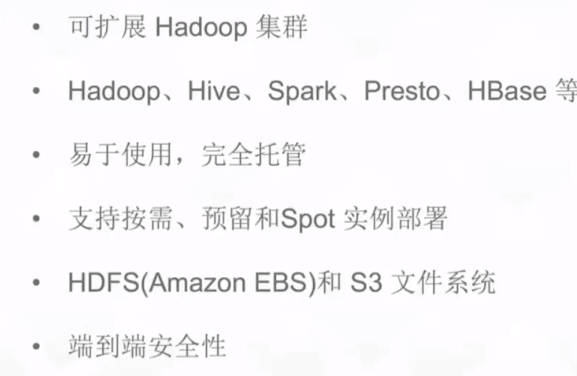 • 可扩展 Hadoop 集群
• Hadoop、Hive、Spark、Presto、HBase 等
• 易于使用，完全托管
• 支持按需、预留和Spot 实例部署
• HDFS(Amazon EBS)和 S3 文件系统
• 端到端安全性